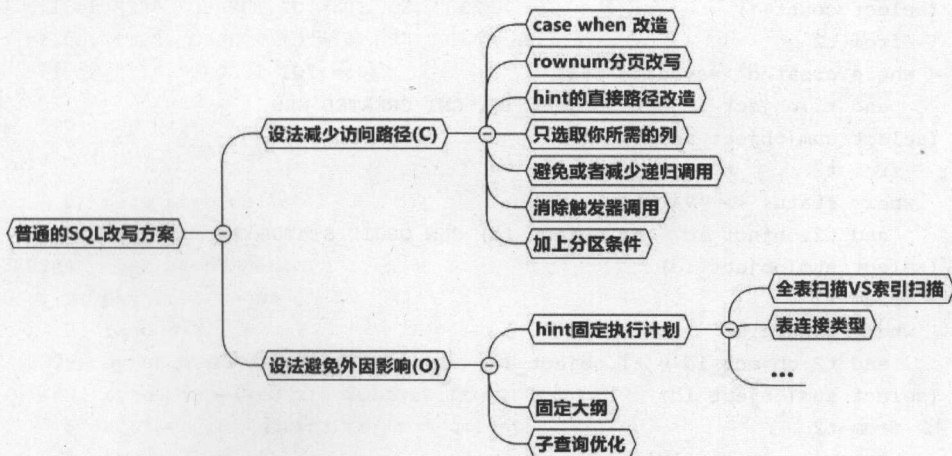 普通的SQL改写方案
设法减少访问路径(C)
case when 改造
rownum分页改写
hint的直接路径改造
只选取你所需的列
避免或者减少递归调用
消除触发器调用
加上分区条件
设法避免外因影响(O)
hint固定执行计划
全表扫描VS索引扫描
表连接类型
...
固定大纲
子查询优化